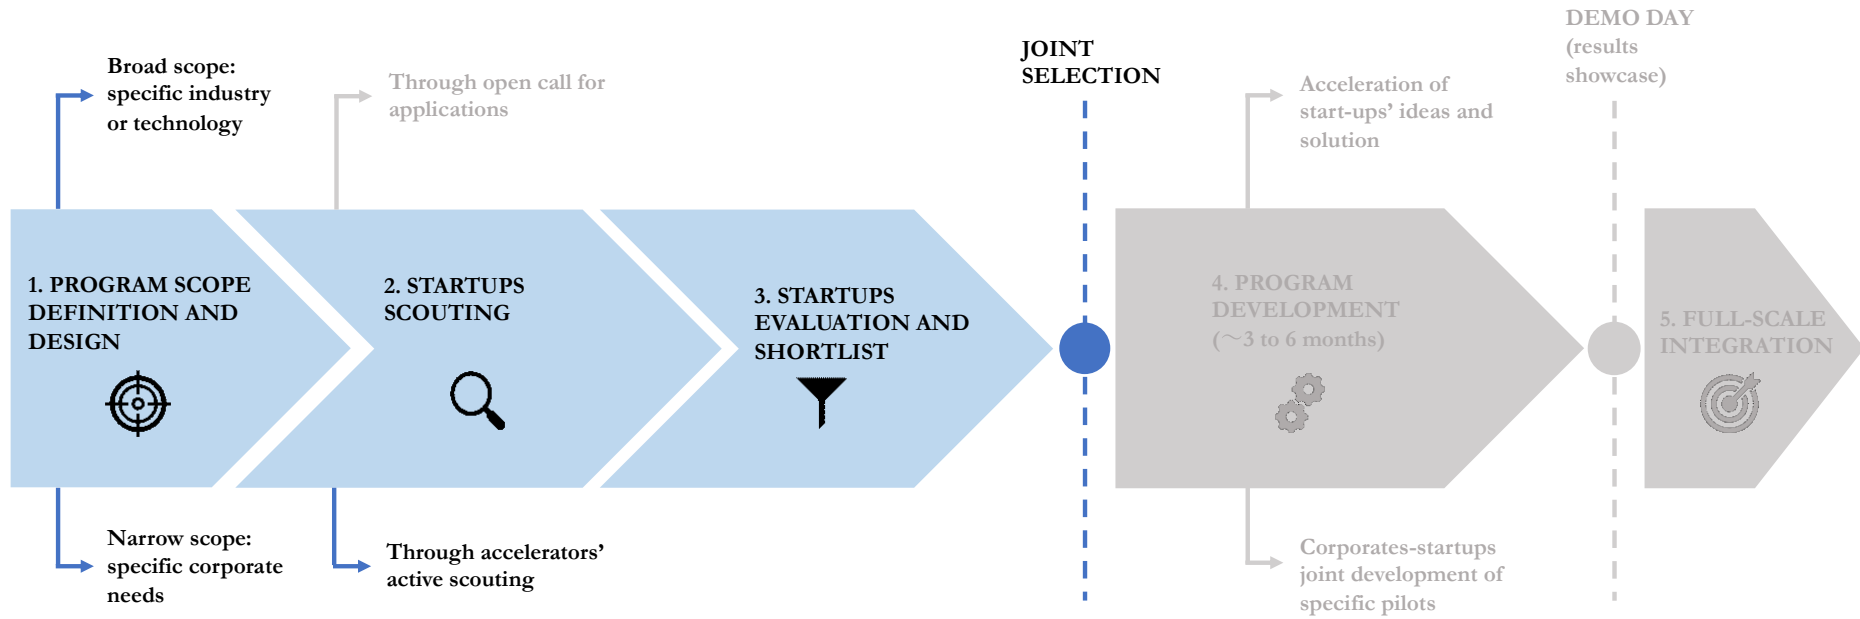 Broad scope:
specific industry
or technology
Through open call for
applications
JOINT
SELECTION
Acceleration of
start-ups’ ideas and
solution
DEMO DAY
(results
showcase)
1. PROGRAM SCOPE
DEFINITION AND
DESIGN
2. STARTUPS
SCOUTING
3. STARTUPS
EVALUATION AND
SHORTLIST
4. PROGRAM
DEVELOPMENT
(～3 to 6 months)
5. FULL-SCALE
INTEGRATION
Narrow scope:
specific corporate
needs
Through accelerators’
active scouting
Corporates-startups
joint development of
specific pilots